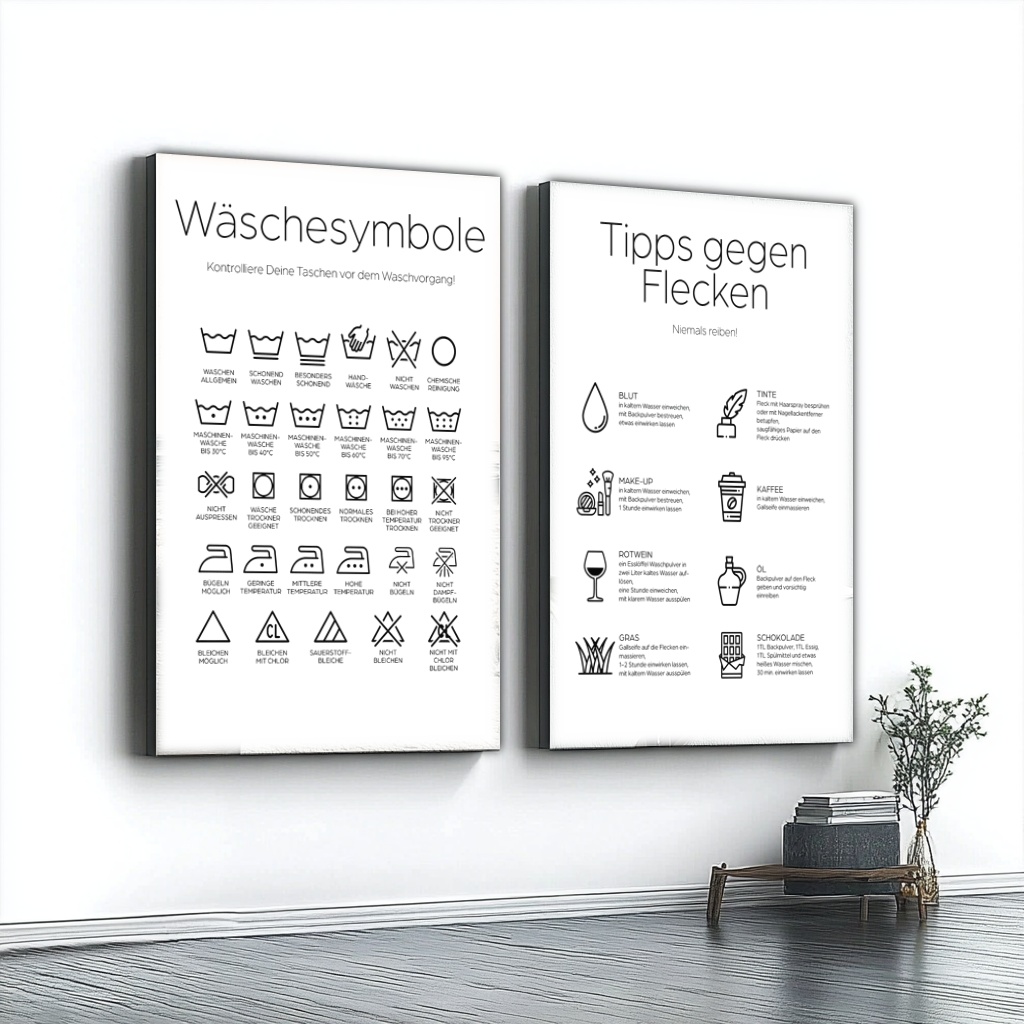 Wäschesymbole
Kontrolliere Deine Taschen vor dem Waschvorgang!
WASCHEN
ALLGEMEIN
SCHONEND
WASCHEN
BESONDERS
SCHONEND
HAND-
WÄSCHE
NICHT
WASCHEN
CHEMISCHE
REINIGUNG
MASCHINEN-
WÄSCHE
BIS 30°C
MASCHINEN-
WÄSCHE
BIS 40°C
MASCHINEN-
WÄSCHE
BIS 50°C
MASCHINEN-
WÄSCHE
BIS 60°C
MASCHINEN-
WÄSCHE
BIS 70°C
MASCHINEN-
WÄSCHE
BIS 95°C
NICHT
AUSPRESSEN
WÄSCHE
TROCKNER
GEEIGNET
SCHONENDES
TROCKNEN
NORMALES
TROCKNEN
BEI HOHER
TEMPERATUR
TROCKNEN
NICHT
TROCKNER
GEEIGNET
BÜGELN
MÖGLICH
GERINGE
TEMPERATUR
MITTLERE
TEMPERATUR
HOHE
TEMPERATUR
NICHT
BÜGELN
NICHT
DAMPF-
BÜGELN
BLEICHEN
MÖGLICH
CL
BLEICHEN
MIT CHLOR
SAUERSTOFF-
BLEICHE
NICHT
BLEICHEN
CL
NICHT MIT
CHLOR
BLEICHEN
Tipps gegen
Flecken
Niemals reiben!
BLUT
in kaltem Wasser einweichen,
mit Backpulver bestreuen,
etwas einwirken lassen
TINTE
Fleck mit Haarspray besprühen
oder mit Nagellackentferner
betupfen,
saugfähiges Papier auf den
Fleck drücken
MAKE-UP
in kaltem Wasser einweichen,
mit Backpulver bestreuen,
1 Stunde einwirken lassen
KAFFEE
in kaltem Wasser einweichen,
Gallseife einmassieren
ROTWEIN
ein Esslöffel Waschpulver in
zwei Liter kaltes Wasser auf-
lösen,
eine Stunde einweichen,
mit klarem Wasser ausspülen
ÖL
Backpulver auf den Fleck
geben und vorsichtig
einreiben
GRAS
Gallseife auf die Flecken ein-
massieren,
1-2 Stunde einwirken lassen,
mit kaltem Wasser ausspülen
SCHOKOLADE
1TL Backpulver, 1TL Essig,
1TL Spülmittel und etwas
heißes Wasser mischen,
30 min. einwirken lassen